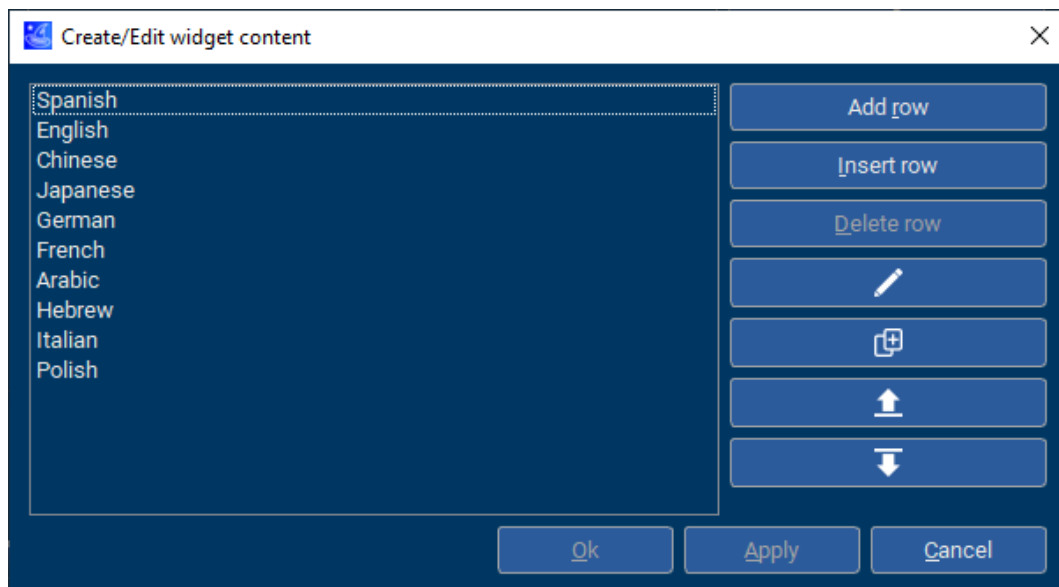 Create/Edit widget content
Spanish
English
Chinese
Japanese
German
French
Arabic
Hebrew
Italian
Polish
Add row
Insert row
Delete row
Ok
Apply
Cancel